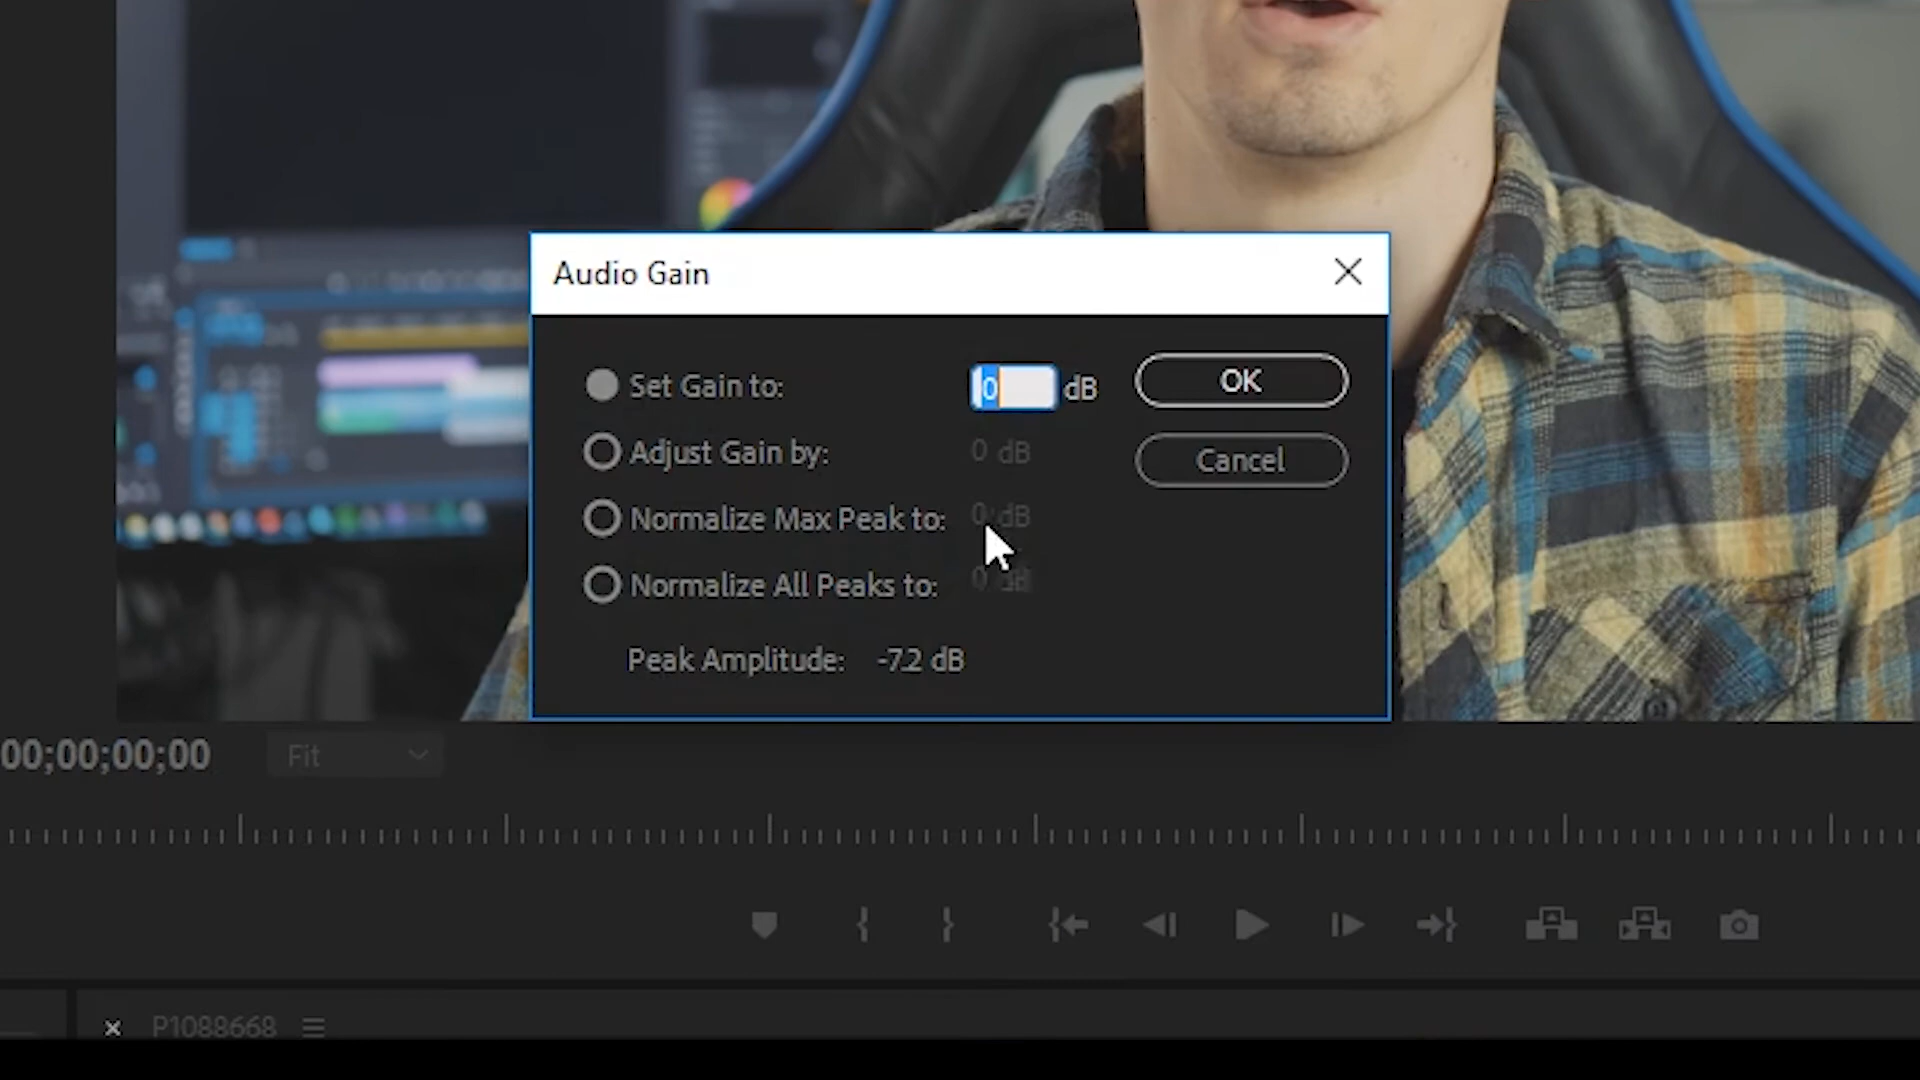 Audio Gain
Set Gain to: 0 dB
OK
Adjust Gain by: 0 dB
Cancel
Normalize Max Peak to: 0 dB
Normalize All Peaks to: 0 dB
Peak Amplitude: -7.2 dB
00;00;00;00
Fit
P1088668